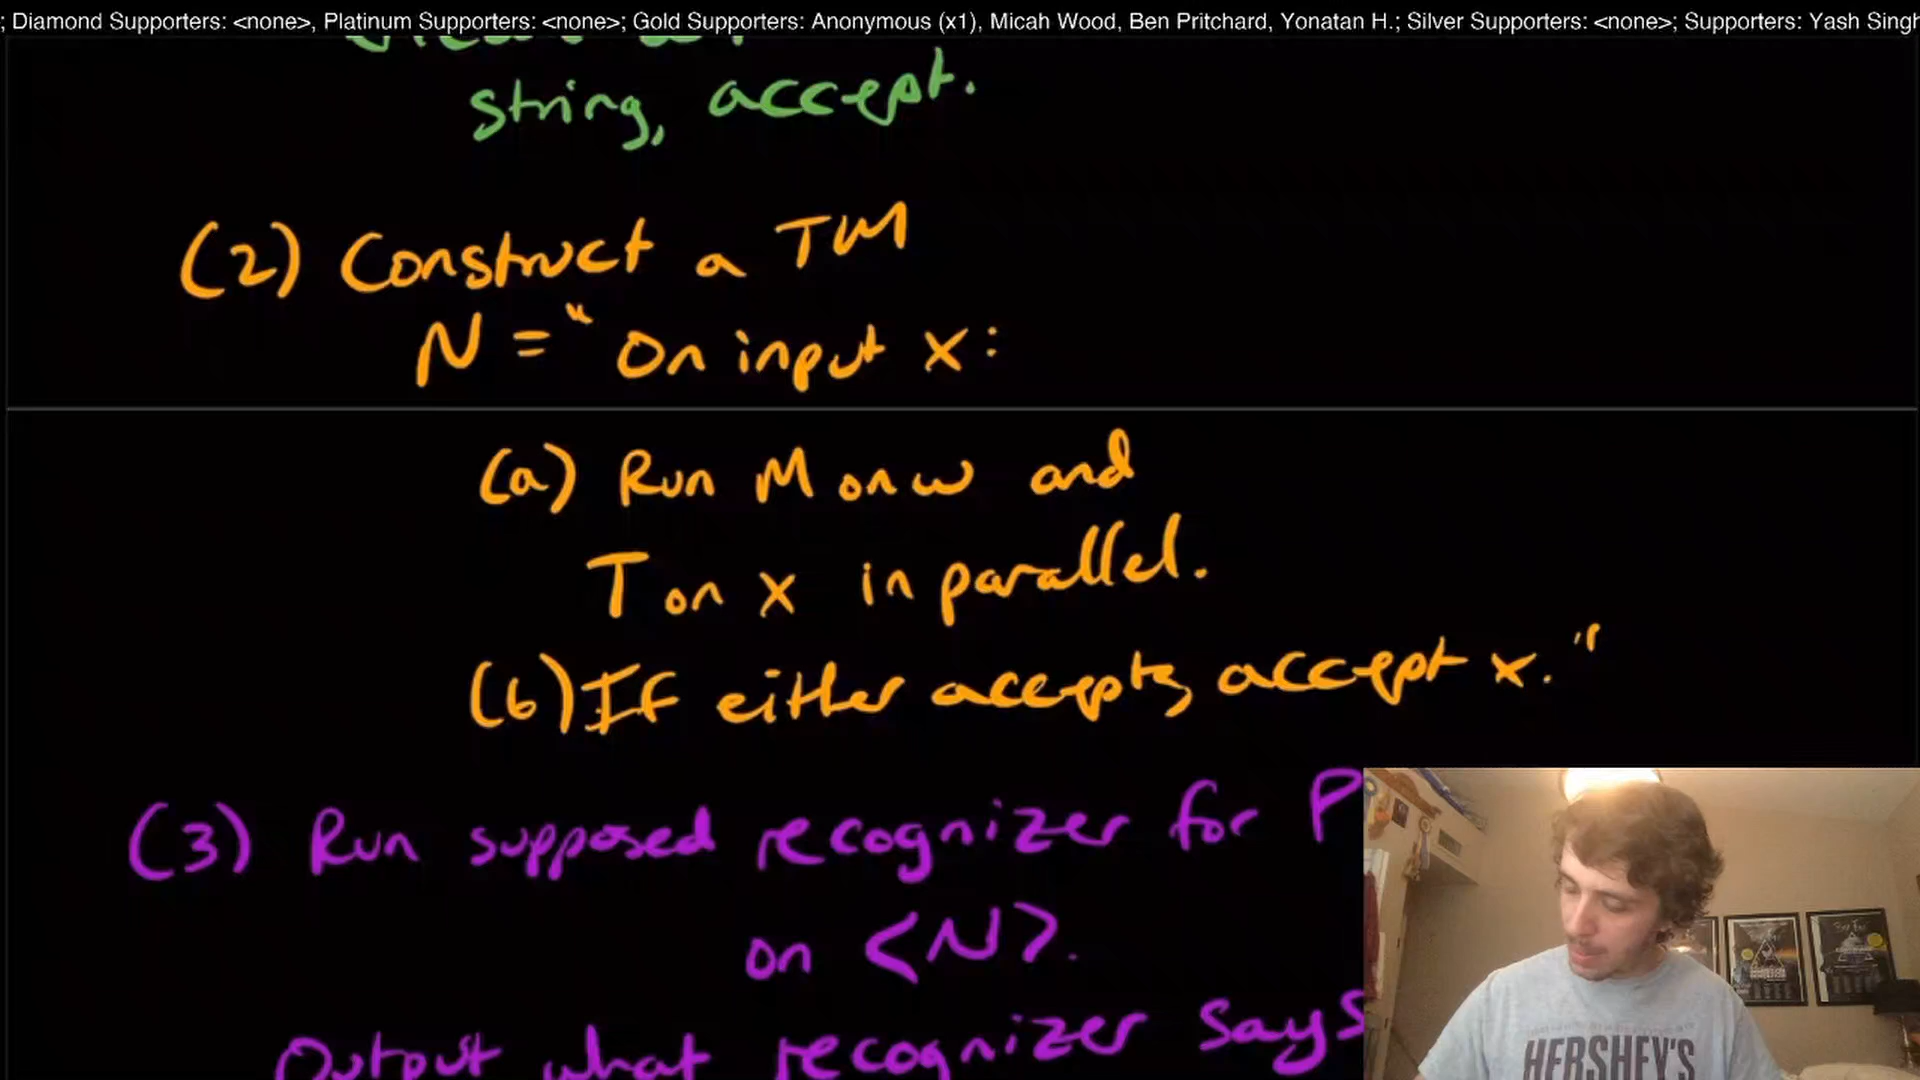 ; Diamond Supporters: <none>, Platinum Supporters: <none>; Gold Supporters: Anonymous (x1), Micah Wood, Ben Pritchard, Yonatan H.; Silver Supporters: <none>; Supporters: Yash Singh
string, accept.
(2) Construct a TM
N = "On input x:
(a) Run M on w and
T on x in parallel.
(b) If either accepts, accept x."
(3) Run supposed recognizer for P
on <N>.
Output what recognizer says
HERSHEY'S